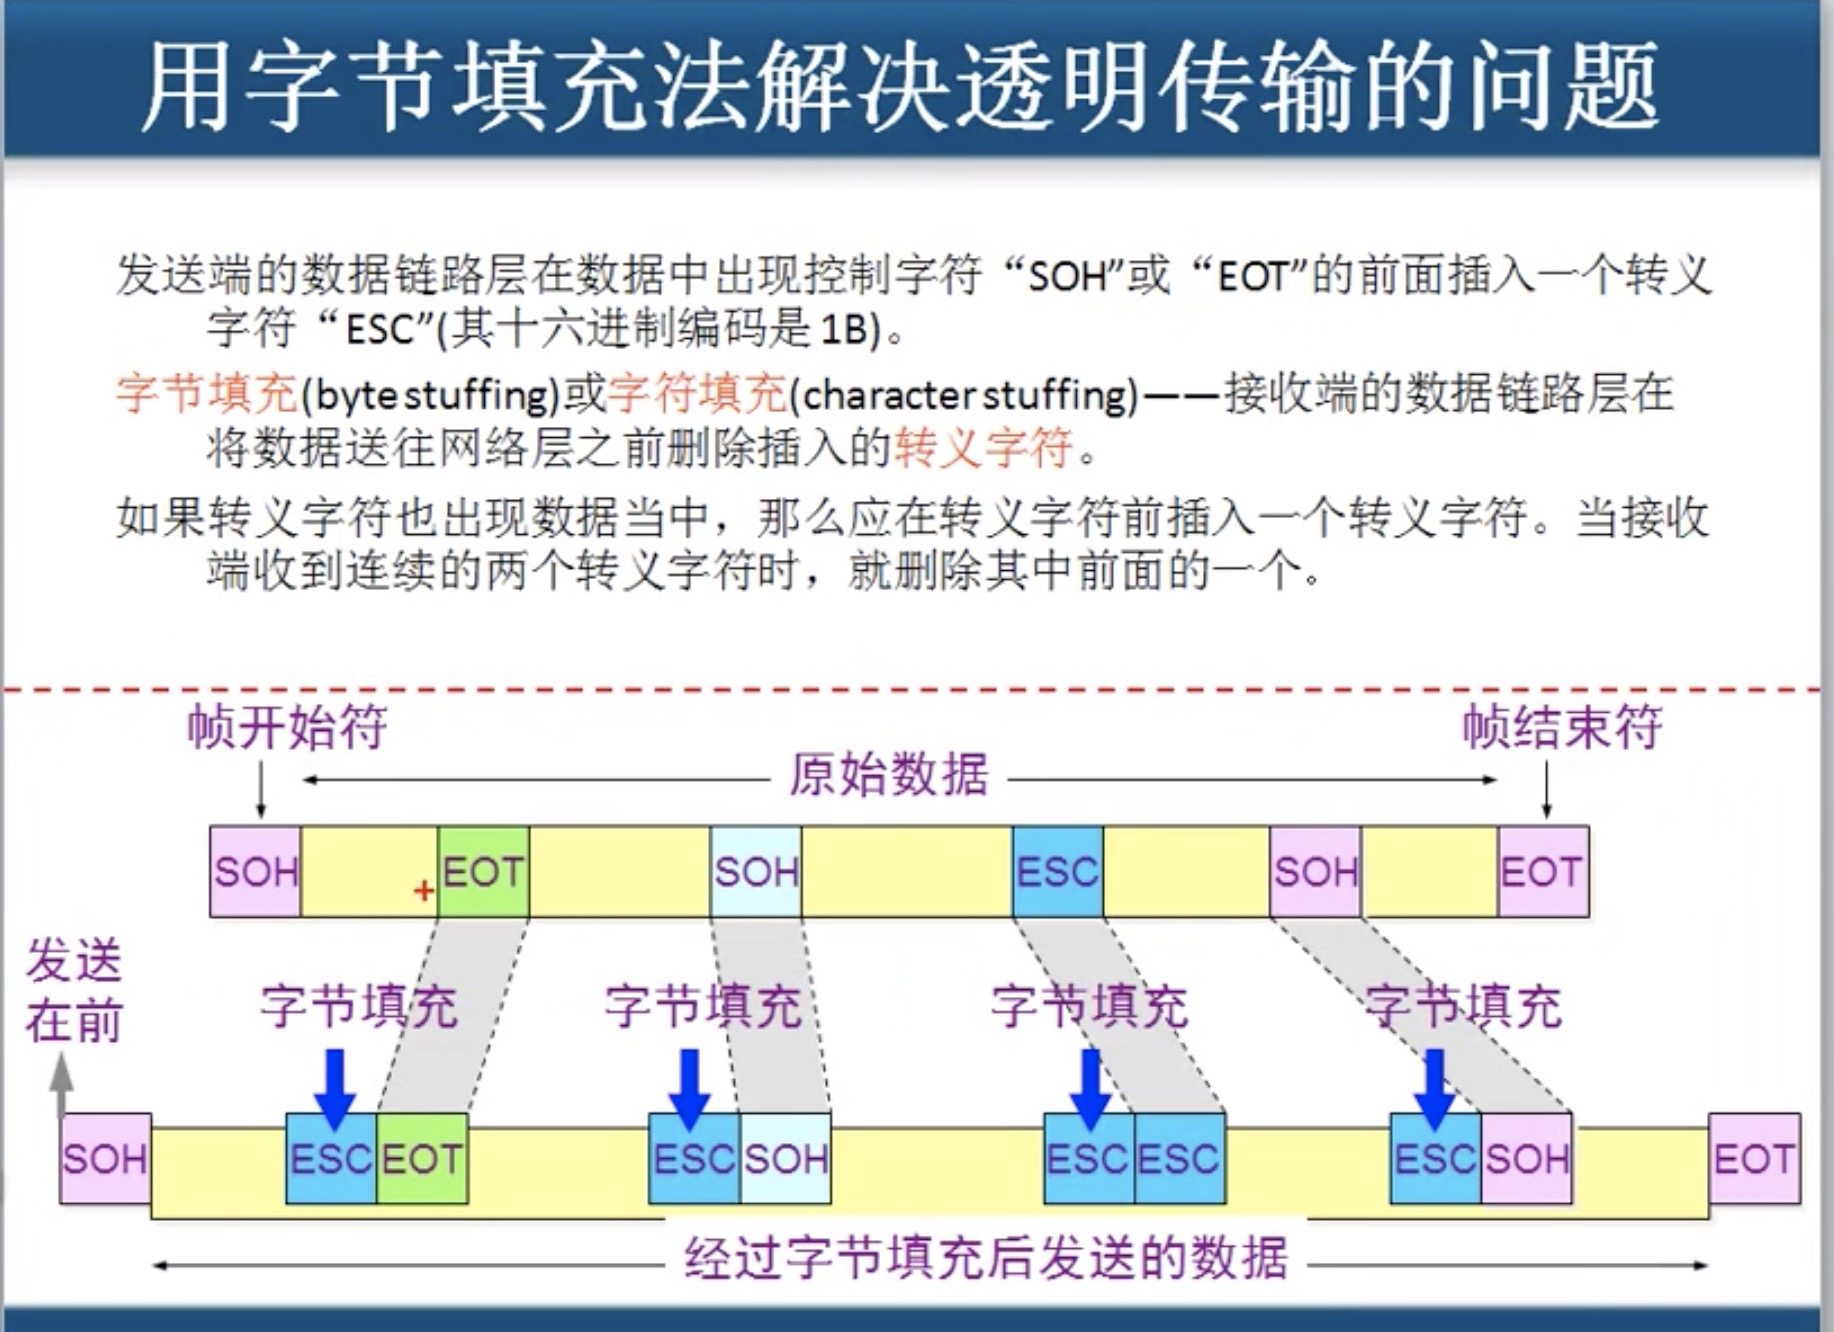 用字节填充法解决透明传输的问题
发送端的数据链路层在数据中出现控制字符“SOH”或“EOT”的前面插入一个转义
字符“ESC”(其十六进制编码是1B)。
字节填充(byte stuffing)或字符填充(character stuffing)——接收端的数据链路层在
将数据送往网络层之前删除插入的转义字符。
如果转义字符也出现数据当中，那么应在转义字符前插入一个转义字符。当接收
端收到连续的两个转义字符时，就删除其中前面的一个。
帧开始符 帧结束符
原始数据
SOH EOT SOH ESC SOH EOT
发送
在前
字节填充 字节填充 字节填充 字节填充
SOH ESC EOT ESC SOH ESC ESC ESC SOH EOT
经过字节填充后发送的数据